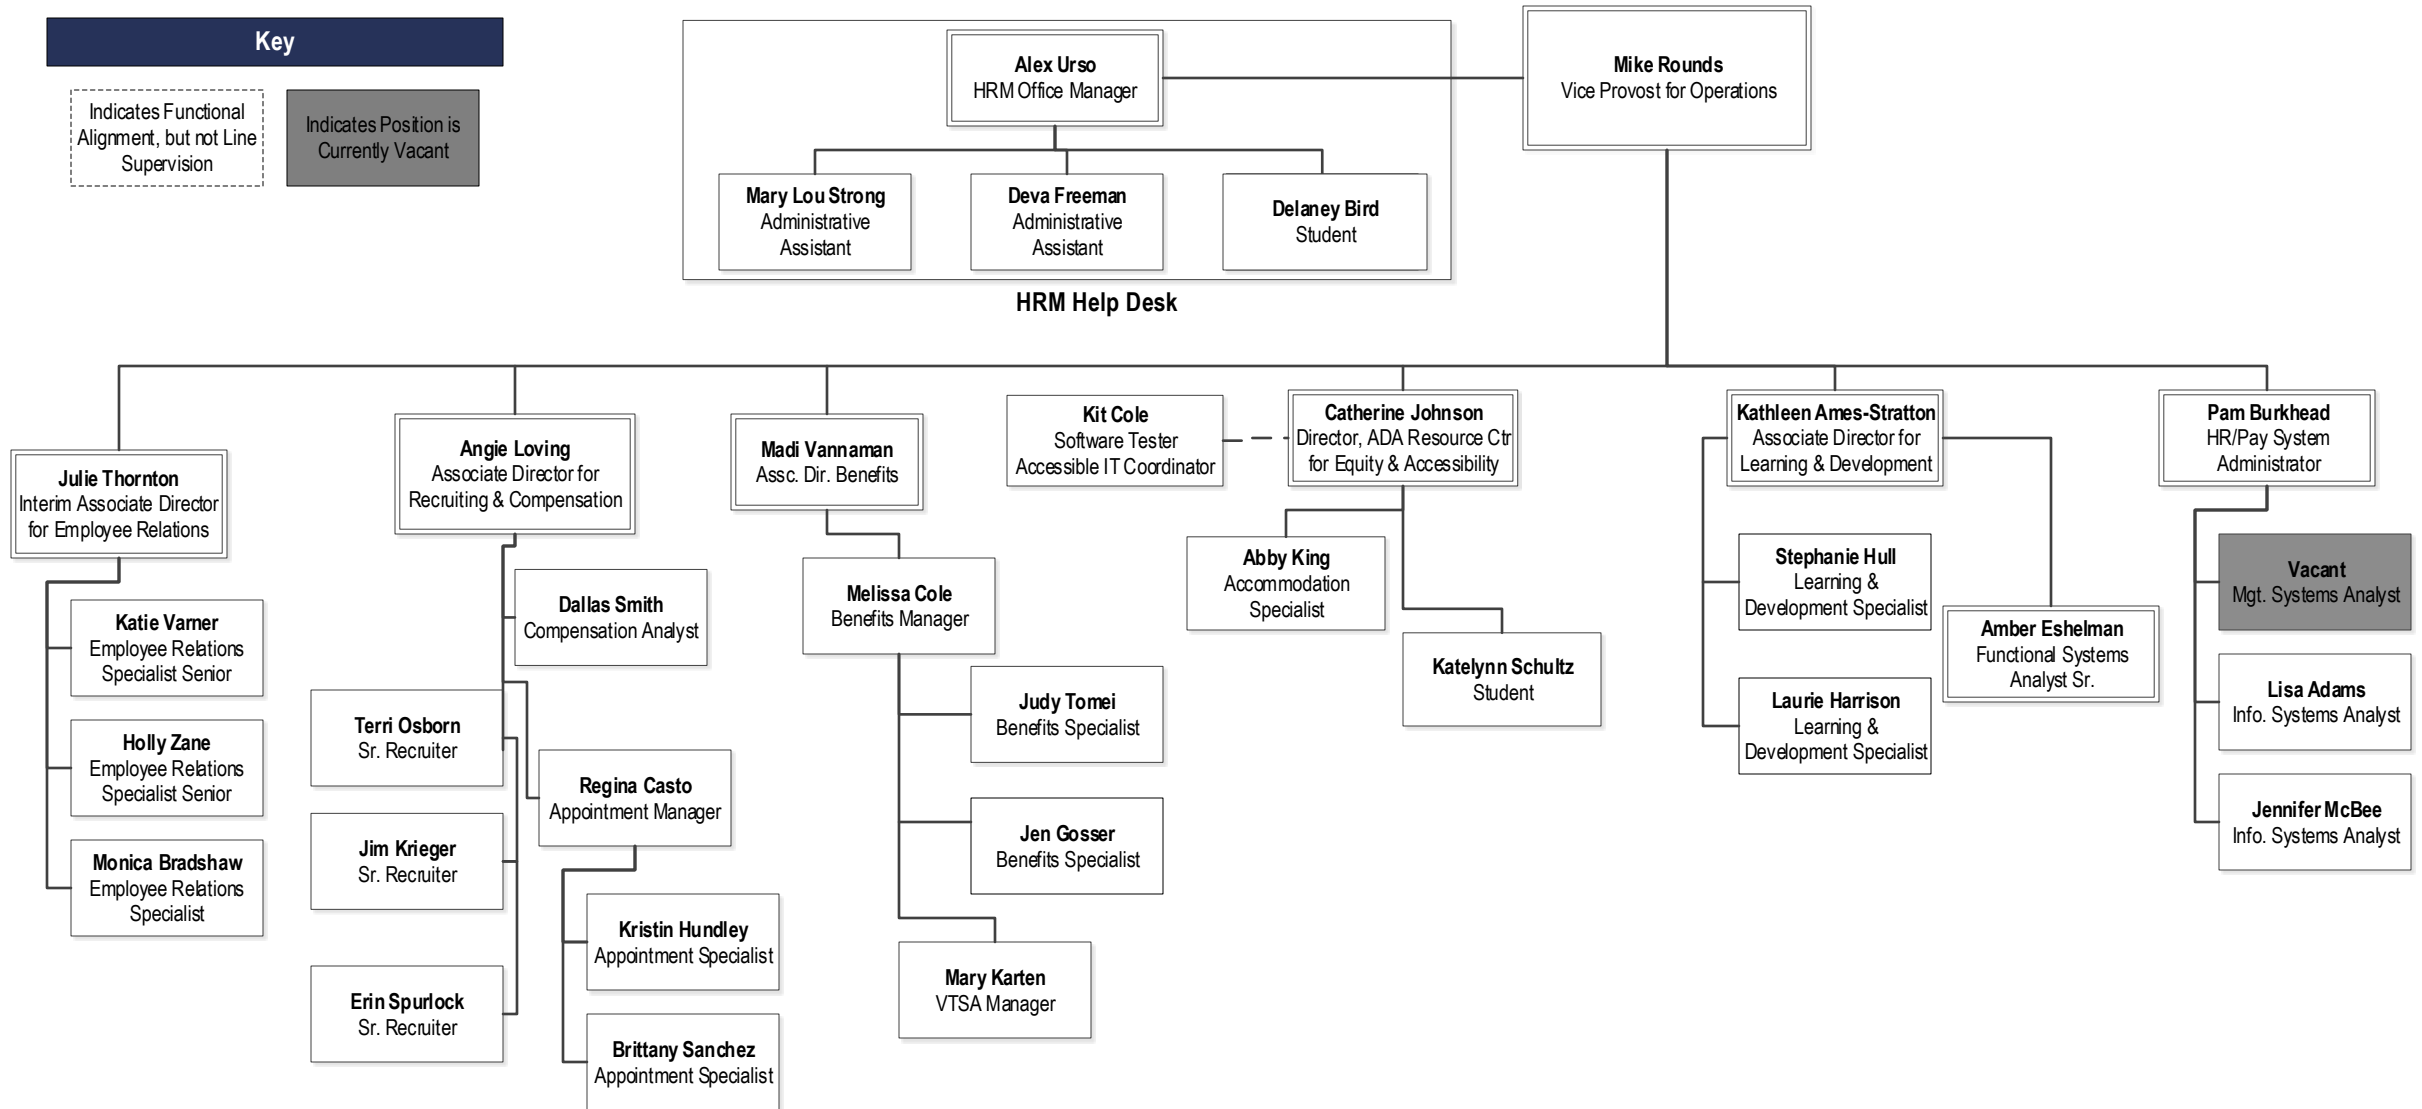 Key
Indicates Functional
Alignment, but not Line
Supervision
Indicates Position is
Currently Vacant
Alex Urso
HRM Office Manager
Mike Rounds
Vice Provost for Operations
Mary Lou Strong
Administrative
Assistant
Deva Freeman
Administrative
Assistant
Delaney Bird
Student
HRM Help Desk
Julie Thornton
Interim Associate Director
for Employee Relations
Katie Varner
Employee Relations
Specialist Senior
Holly Zane
Employee Relations
Specialist Senior
Monica Bradshaw
Employee Relations
Specialist
Angie Loving
Associate Director for
Recruiting & Compensation
Dallas Smith
Compensation Analyst
Terri Osborn
Sr. Recruiter
Jim Krieger
Sr. Recruiter
Erin Spurlock
Sr. Recruiter
Regina Casto
Appointment Manager
Kristin Hundley
Appointment Specialist
Brittany Sanchez
Appointment Specialist
Madi Vannaman
Assc. Dir. Benefits
Melissa Cole
Benefits Manager
Judy Tomei
Benefits Specialist
Jen Gosser
Benefits Specialist
Mary Karten
VTSA Manager
Kit Cole
Software Tester
Accessible IT Coordinator
Catherine Johnson
Director, ADA Resource Ctr
for Equity & Accessibility
Abby King
Accommodation
Specialist
Katelynn Schultz
Student
Kathleen Ames-Stratton
Associate Director for
Learning & Development
Stephanie Hull
Learning &
Development Specialist
Laurie Harrison
Learning &
Development Specialist
Amber Eshelman
Functional Systems
Analyst Sr.
Pam Burkhead
HR/Pay System
Administrator
Vacant
Mgt. Systems Analyst
Lisa Adams
Info. Systems Analyst
Jennifer McBee
Info. Systems Analyst